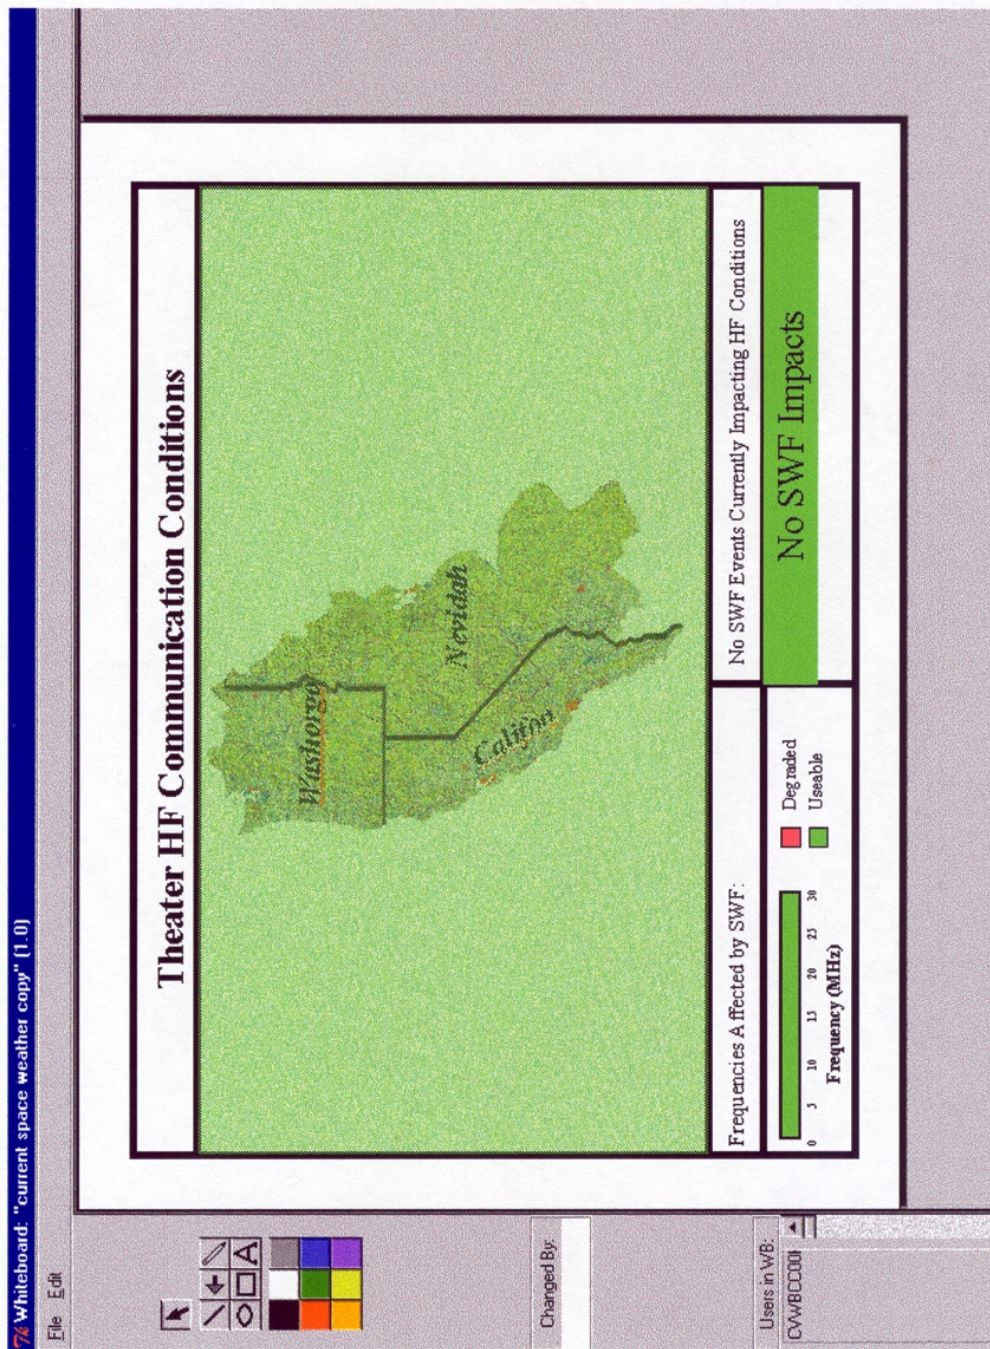 Whiteboard: "current space weather copy" (1.0)
File Edit
Theater HF Communication Conditions
Washorgo
Nevidah
Califon
Frequencies Affected by SWF:
No SWF Events Currently Impacting HF Conditions
0 5 10 15 20 25 30
Frequency (MHz)
Degraded
Useable
No SWF Impacts
A
Changed By:
Users in WB: